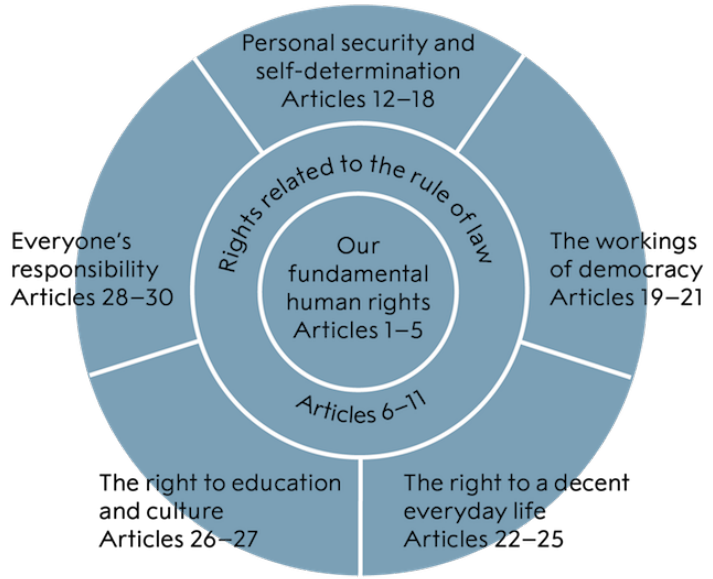 Personal security and
self-determination
Articles 12–18
Rights related to the rule of law
Our
fundamental
human rights
Articles 1–5
Articles 6–11
Everyone's
responsibility
Articles 28–30
The workings
of democracy
Articles 19–21
The right to education
and culture
Articles 26–27
The right to a decent
everyday life
Articles 22–25